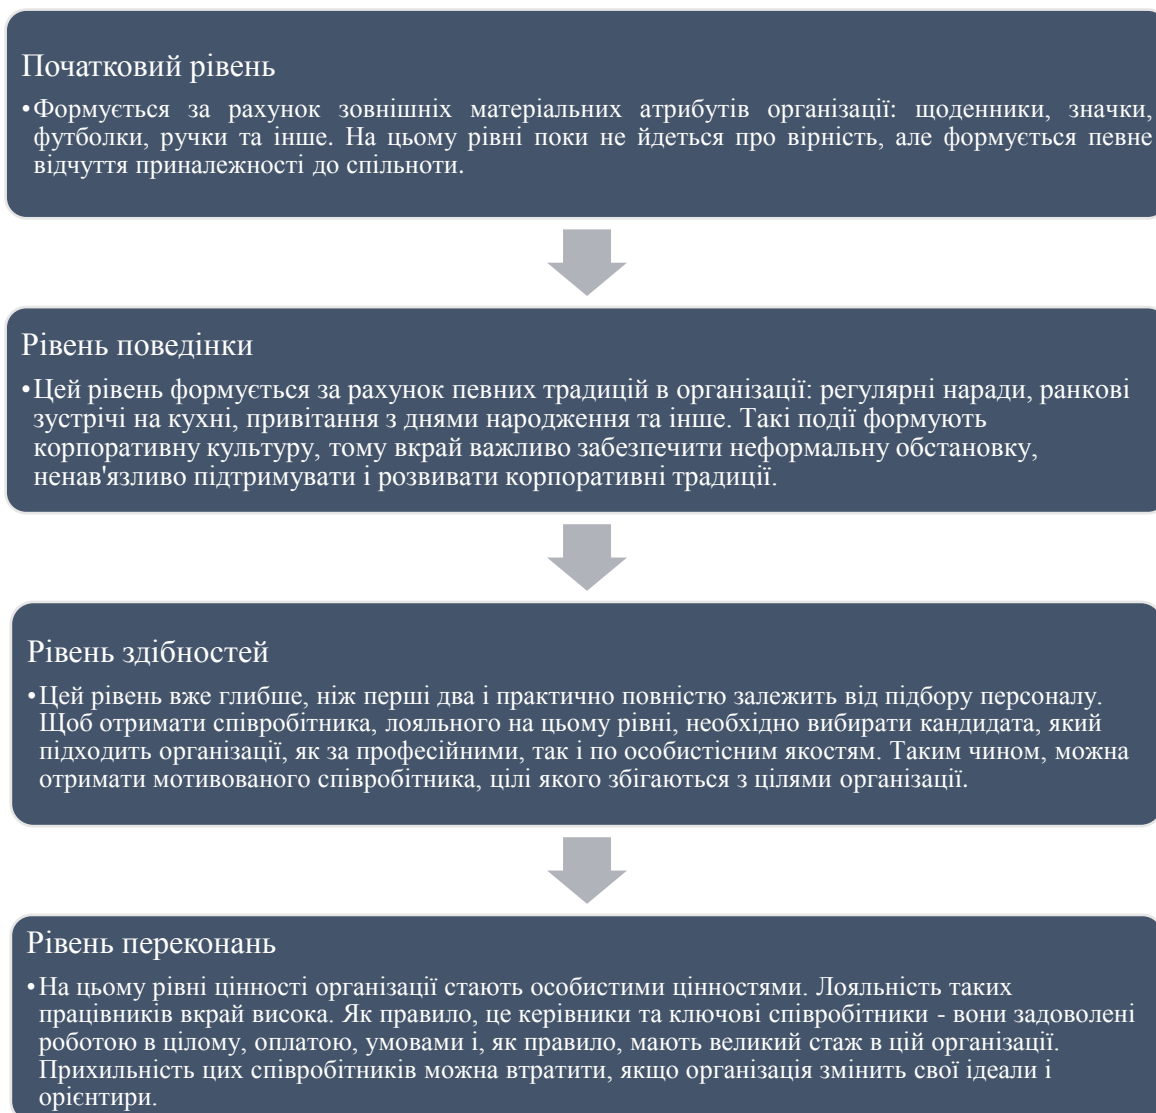 Початковий рівень
•Формується за рахунок зовнішніх матеріальних атрибутів організації: щоденники, значки,
футболки, ручки та інше. На цьому рівні поки не йдеться про вірність, але формується певне
відчуття приналежності до спільноти.
Рівень поведінки
•Цей рівень формується за рахунок певних традицій в організації: регулярні наради, ранкові
зустрічі на кухні, привітання з днями народження та інше. Такі події формують
корпоративну культуру, тому вкрай важливо забезпечити неформальну обстановку,
ненав'язливо підтримувати і розвивати корпоративні традиції.
Рівень здібностей
•Цей рівень вже глибше, ніж перші два і практично повністю залежить від підбору персоналу.
Щоб отримати співробітника, лояльного на цьому рівні, необхідно вибирати кандидата, який
підходить організації, як за професійними, так і по особистісним якостям. Таким чином, можна
отримати мотивованого співробітника, цілі якого збігаються з цілями організації.
Рівень переконань
•На цьому рівні цінності організації стають особистими цінностями. Лояльність таких
працівників вкрай висока. Як правило, це керівники та ключові співробітники - вони задоволені
роботою в цілому, оплатою, умовами і, як правило, мають великий стаж в цій організації.
Прихильність цих співробітників можна втратити, якщо організація змінить свої ідеали і
орієнтири.